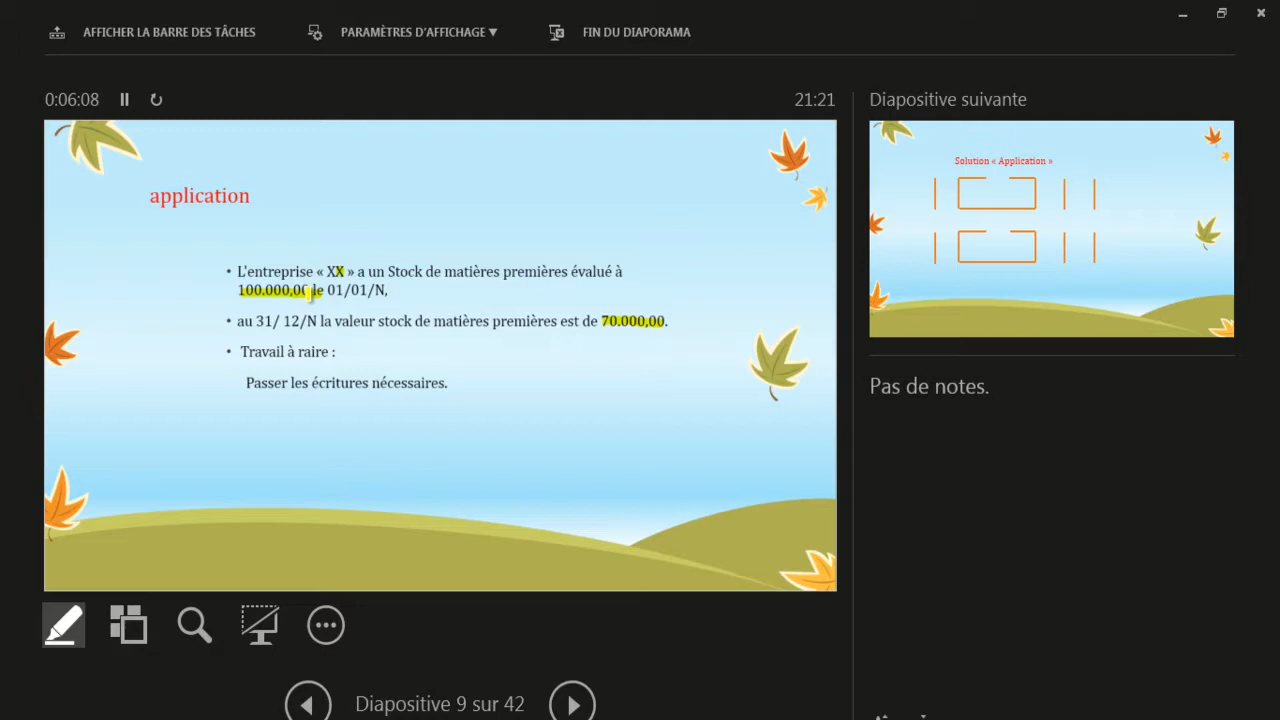 AFFICHER LA BARRE DES TÂCHES
PARAMÈTRES D'AFFICHAGE ▼
FIN DU DIAPORAMA
0:06:08
21:21
application
• L'entreprise « XX » a un Stock de matières premières évalué à
100.000,00 le 01/01/N,
• au 31/ 12/N la valeur stock de matières premières est de 70.000,00.
• Travail à raire :
Passer les écritures nécessaires.
Diapositive 9 sur 42
Diapositive suivante
Solution « Application »
Pas de notes.